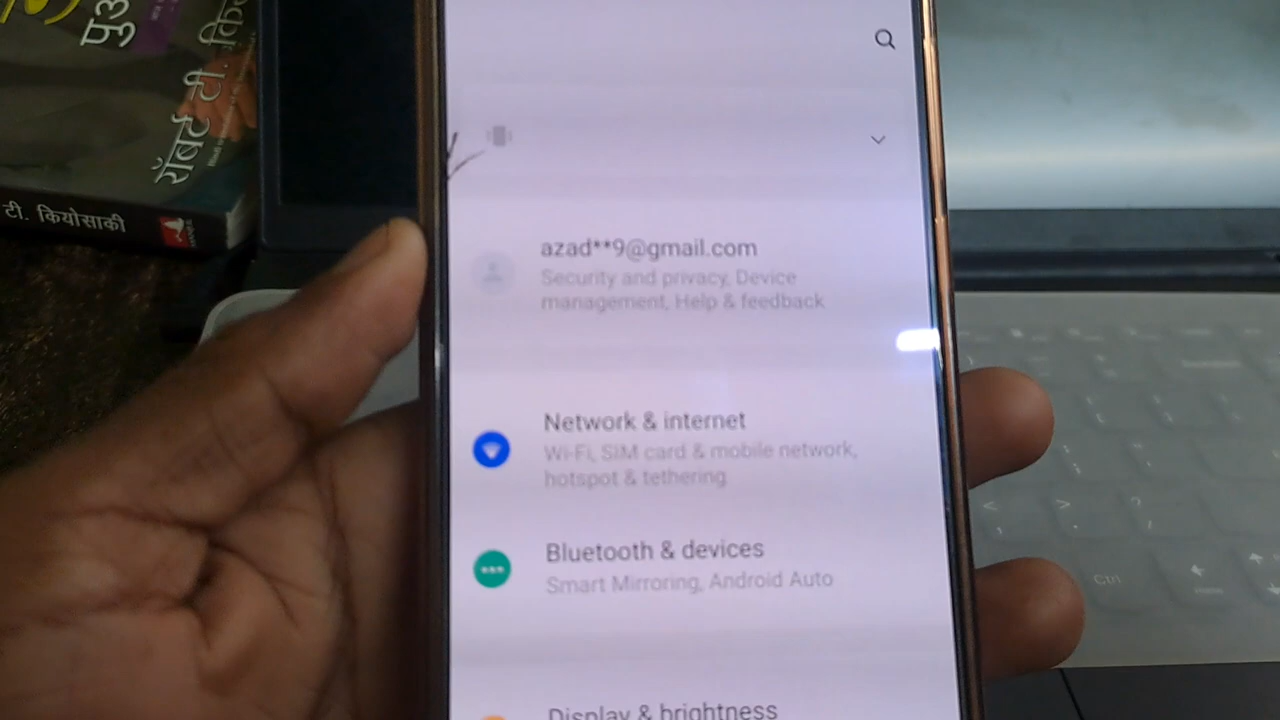 रॉबर्ट टी. कि
टी. कियोसाकी
azad**9@gmail.com
Security and privacy, Device
management, Help & feedback
Network & internet
Wi-Fi, SIM card & mobile network,
hotspot & tethering
Bluetooth & devices
Smart Mirroring, Android Auto
Display & brightness
Ctrl